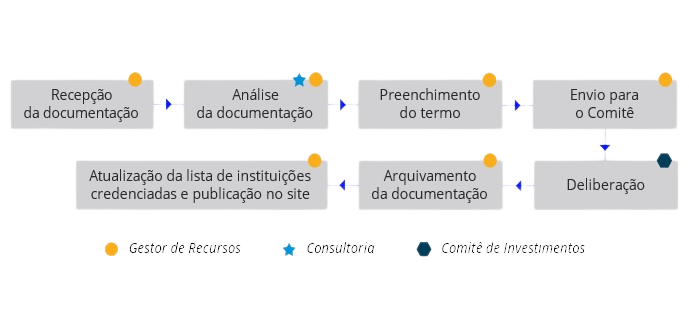 Recepção
da documentação
Análise
da documentação
Preenchimento
do termo
Envio para
o Comitê
Deliberação
Arquivamento
da documentação
Atualização da lista de instituições
credenciadas e publicação no site
Gestor de Recursos
Consultoria
Comitê de Investimentos